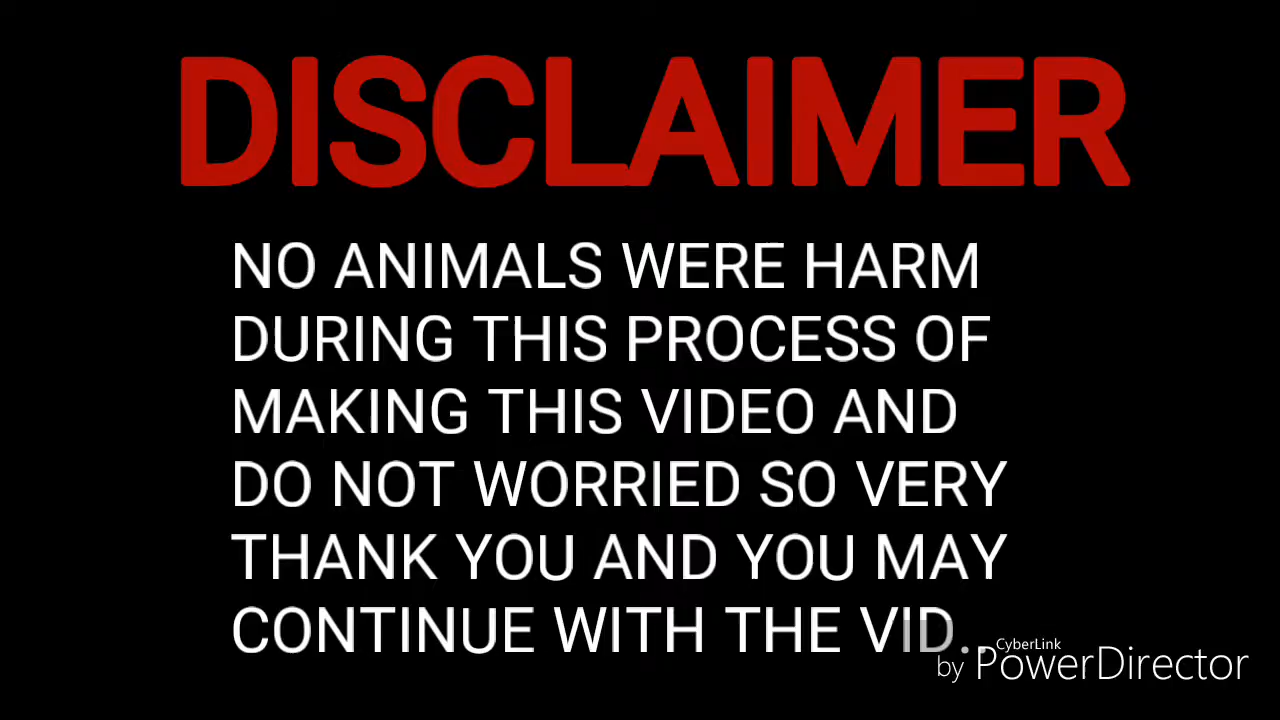 DISCLAIMER
NO ANIMALS WERE HARM
DURING THIS PROCESS OF
MAKING THIS VIDEO AND
DO NOT WORRIED SO VERY
THANK YOU AND YOU MAY
CONTINUE WITH THE VID...
CyberLink
by PowerDirector